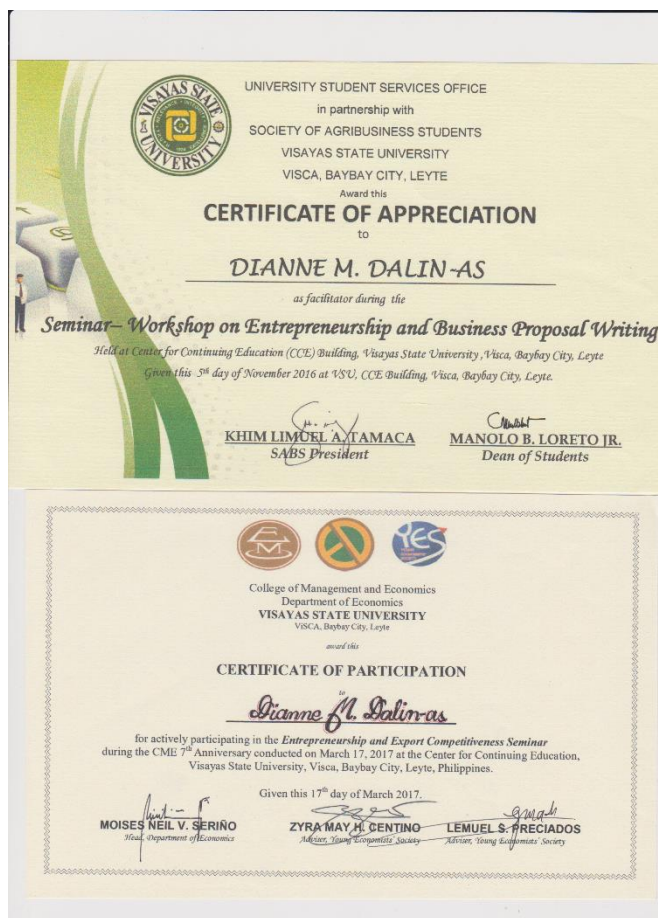 VISAYAS STATE
UNIVERSITY
UNIVERSITY STUDENT SERVICES OFFICE
in partnership with
SOCIETY OF AGRIBUSINESS STUDENTS
VISAYAS STATE UNIVERSITY
VISCA, BAYBAY CITY, LEYTE
Award this
CERTIFICATE OF APPRECIATION
to
DIANNE M. DALIN-AS
as facilitator during the
Seminar– Workshop on Entrepreneurship and Business Proposal Writing
Held at Center for Continuing Education (CCE) Building, Visayas State University ,Visca, Baybay City, Leyte
Given this 5th day of November 2016 at VSU, CCE Building, Visca, Baybay City, Leyte.
KHIM LIMUEL A. TAMACA MANOLO B. LORETO JR.
SABS President Dean of Students
YES
College of Management and Economics
Department of Economics
VISAYAS STATE UNIVERSITY
ViSCA, Baybay City, Leyte
award this
CERTIFICATE OF PARTICIPATION
to
Dianne M. Dalin-as
for actively participating in the Entrepreneurship and Export Competitiveness Seminar
during the CME 7th Anniversary conducted on March 17, 2017 at the Center for Continuing Education,
Visayas State University, Visca, Baybay City, Leyte, Philippines.
Given this 17th day of March 2017.
MOISES NEIL V. SERIÑO ZYRA MAY H. CENTINO LEMUEL S. PRECIADOS
Head, Department of Economics Adviser, Young Economists' Society Adviser, Young Economists' Society